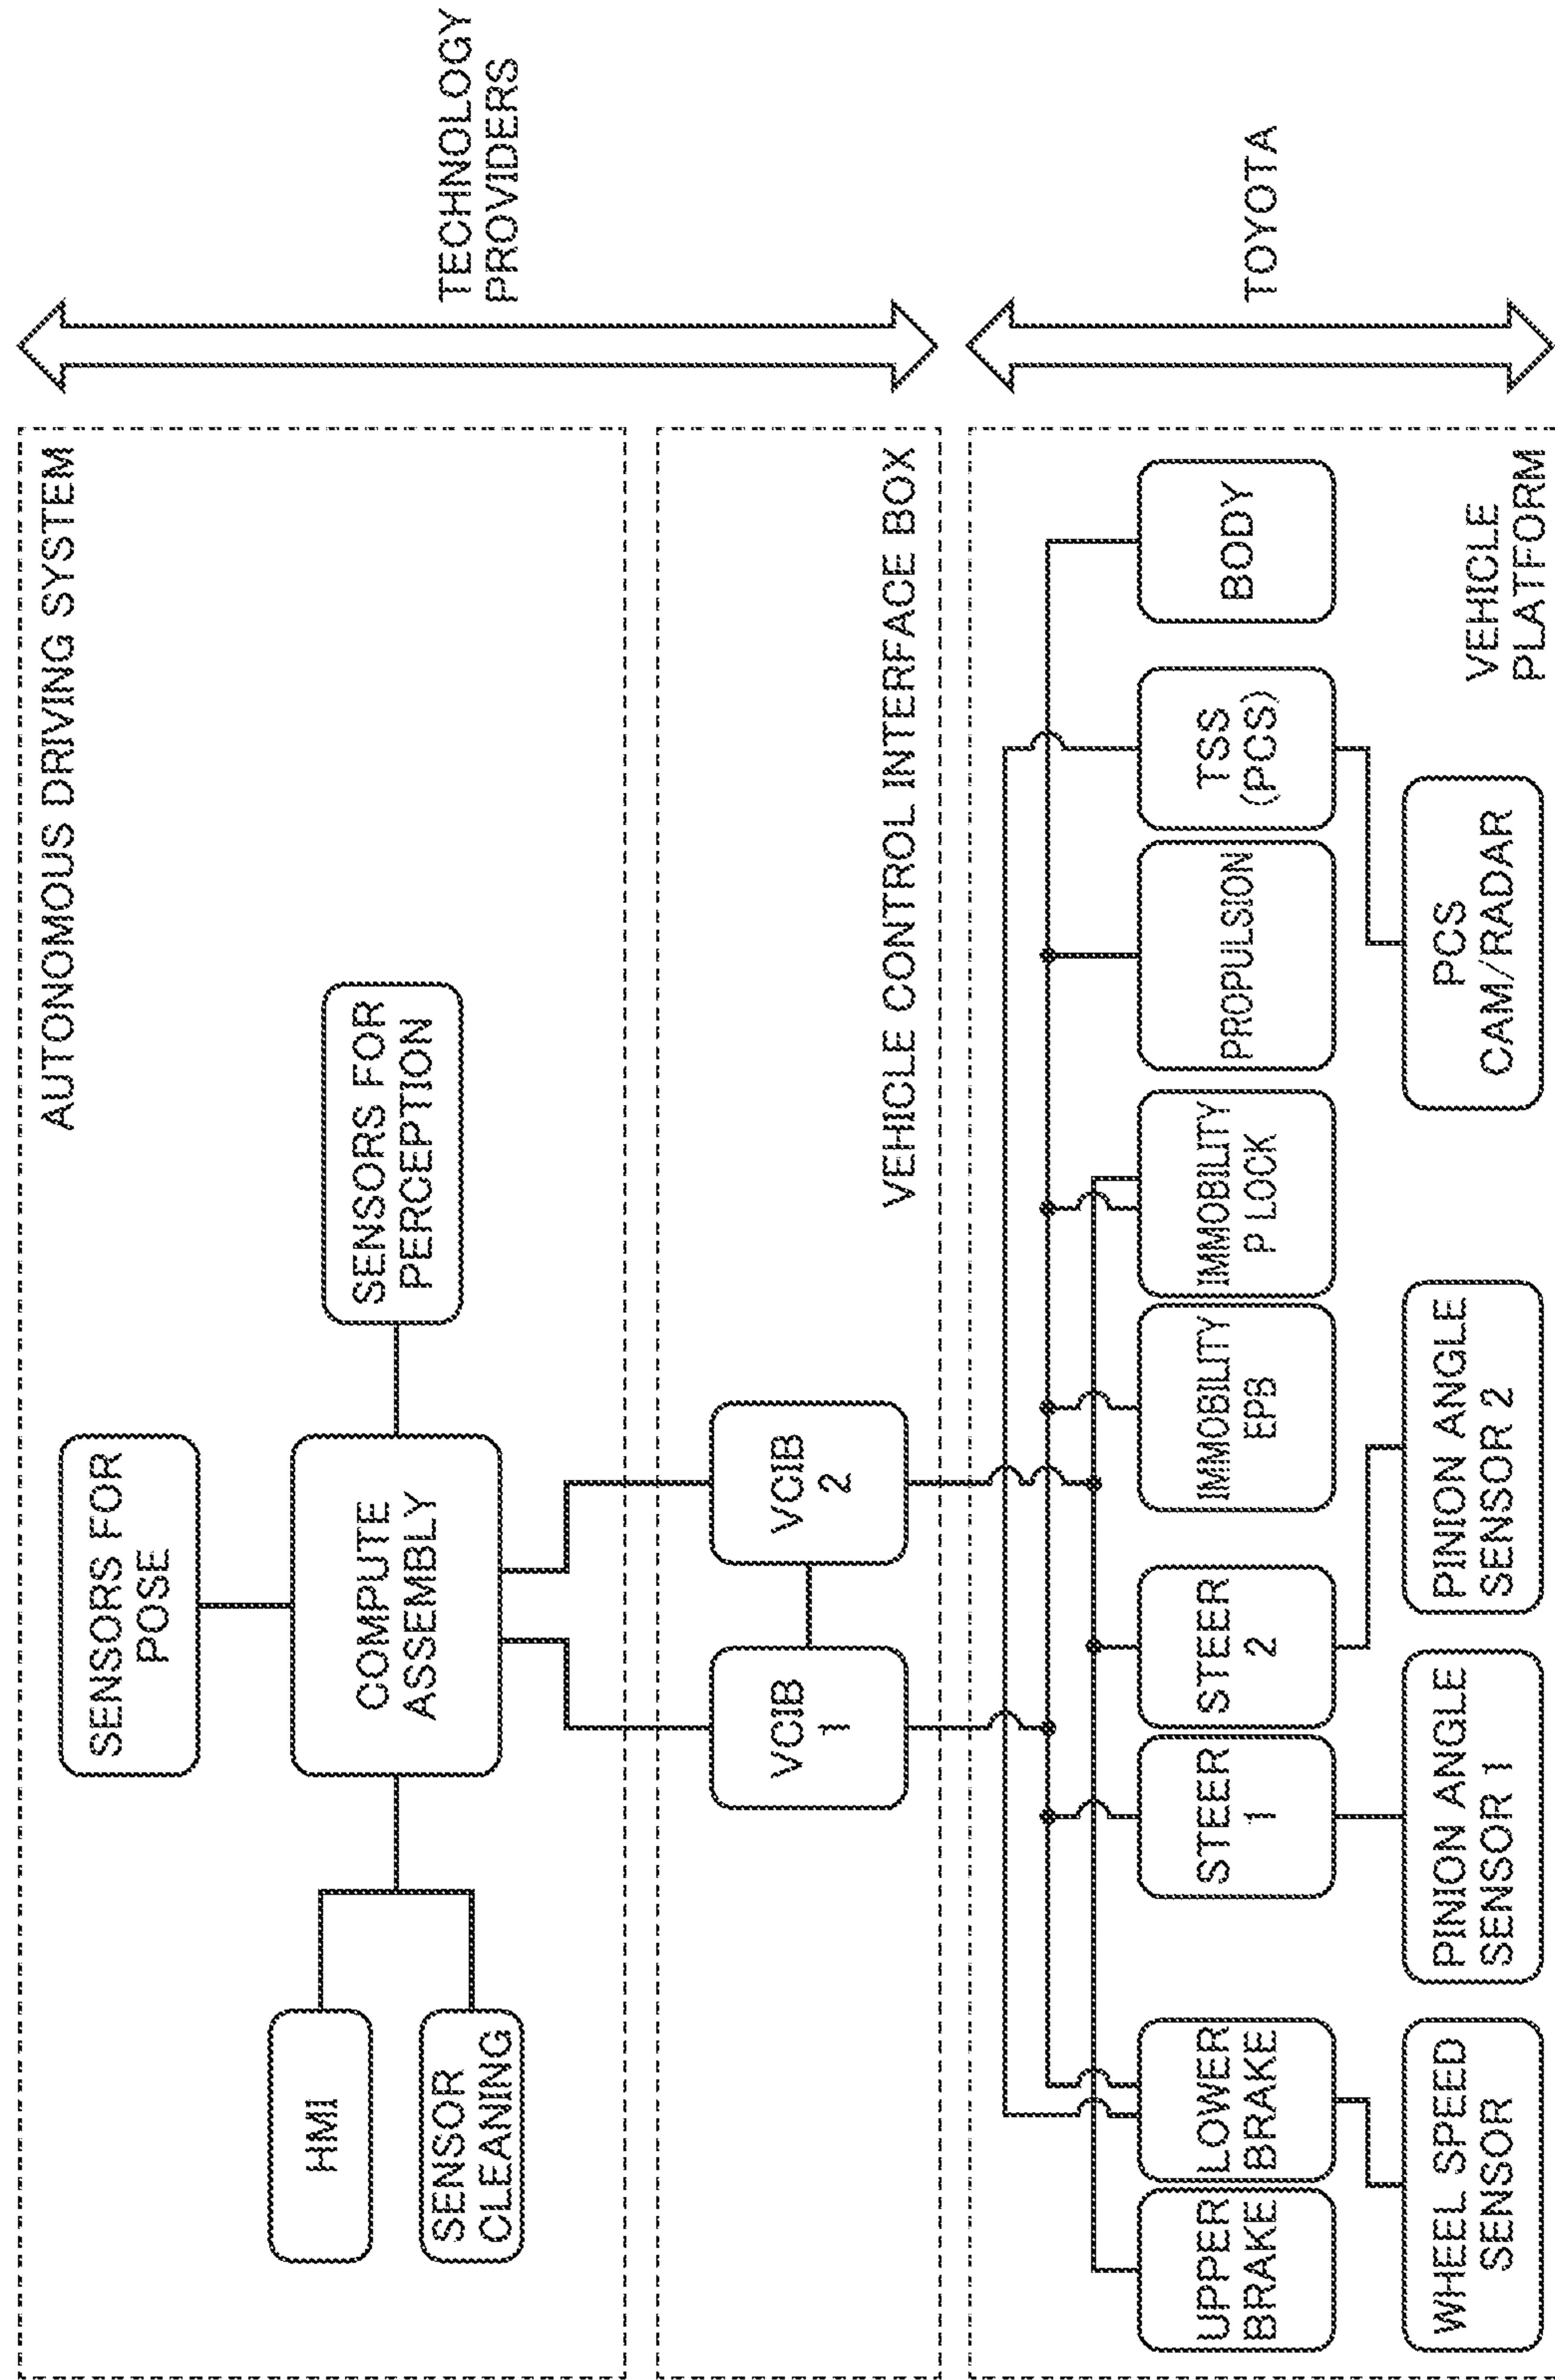 AUTONOMOUS DRIVING SYSTEM
SENSORS FOR
POSE
HMI
SENSOR
CLEANING
COMPUTE
ASSEMBLY
SENSORS FOR
PERCEPTION
TECHNOLOGY
PROVIDERS
VCIB
1
VCIB
2
VEHICLE CONTROL INTERFACE BOX
UPPER
BRAKE
LOWER
BRAKE
STEER
1
STEER
2
IMMOBILITY
EPB
IMMOBILITY
P LOCK
PROPULSION
TSS
(PCS)
BODY
TOYOTA
WHEEL SPEED
SENSOR
PINION ANGLE
SENSOR 1
PINION ANGLE
SENSOR 2
PCS
CAM/RADAR
VEHICLE
PLATFORM